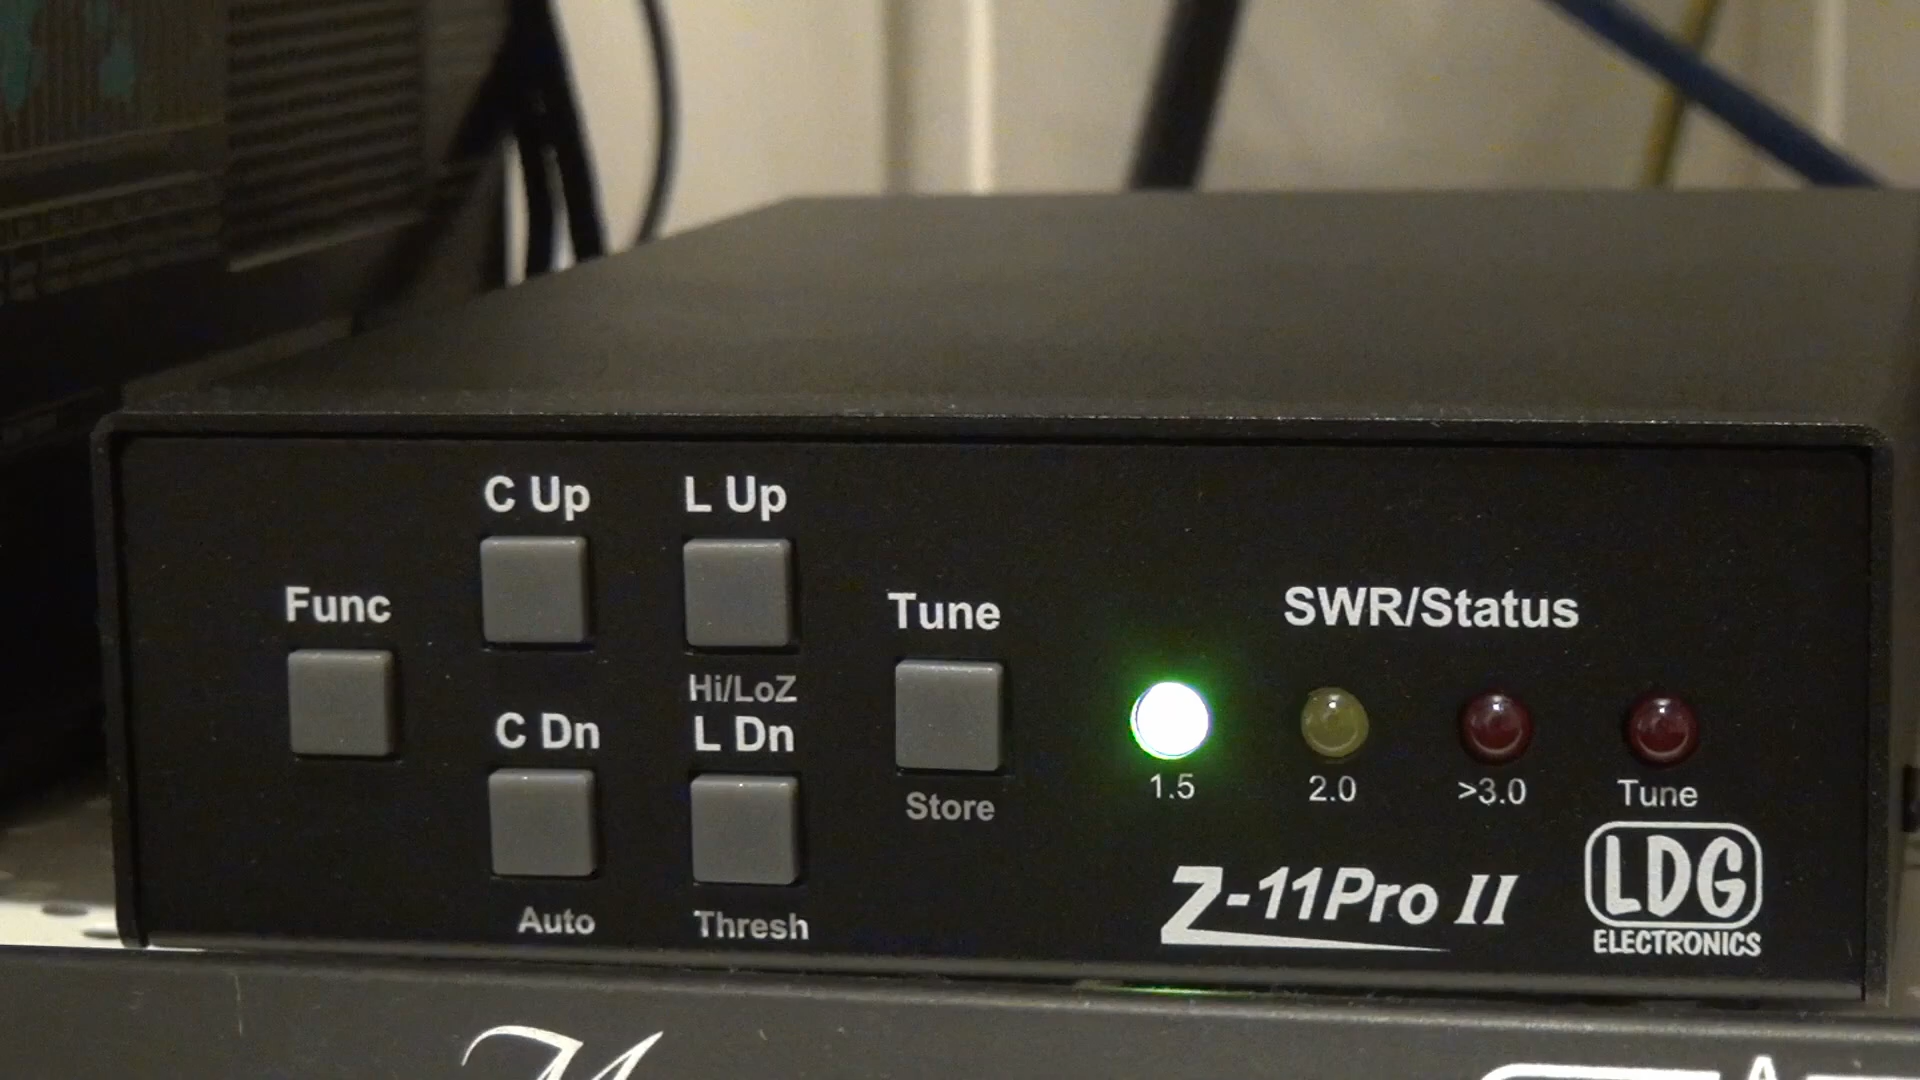 C Up
L Up
Func
Tune
SWR/Status
Hi/LoZ
C Dn
L Dn
1.5
2.0
>3.0
Tune
Store
Auto
Thresh
Z-11Pro II
LDG
ELECTRONICS